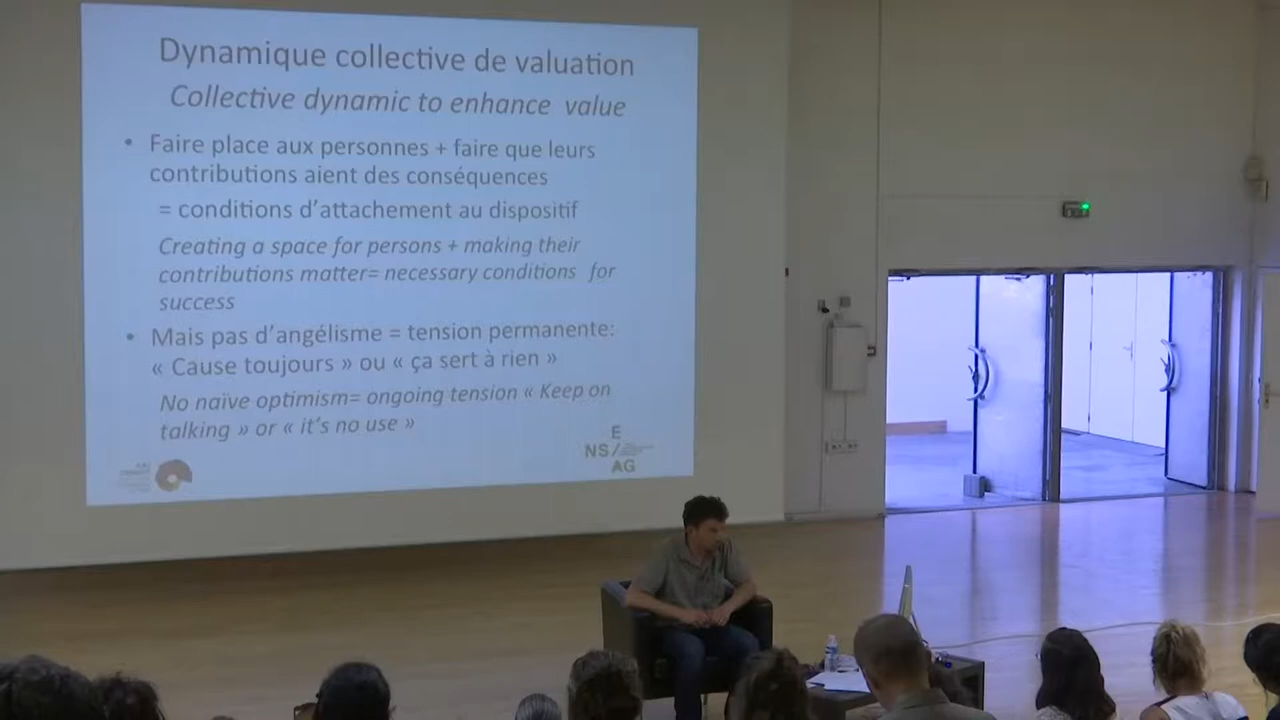 Dynamique collective de valuation
Collective dynamic to enhance value
• Faire place aux personnes + faire que leurs
contributions aient des conséquences
= conditions d'attachement au dispositif
Creating a space for persons + making their
contributions matter= necessary conditions for
success
• Mais pas d'angélisme = tension permanente:
« Cause toujours » ou « ça sert à rien »
No naïve optimism= ongoing tension « Keep on
talking » or « it's no use »
E
NS/
AG